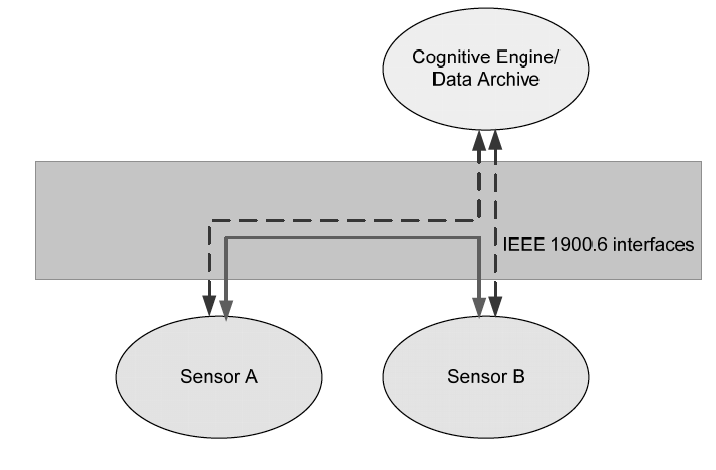 Cognitive Engine/
Data Archive
IEEE 1900.6 interfaces
Sensor A
Sensor B